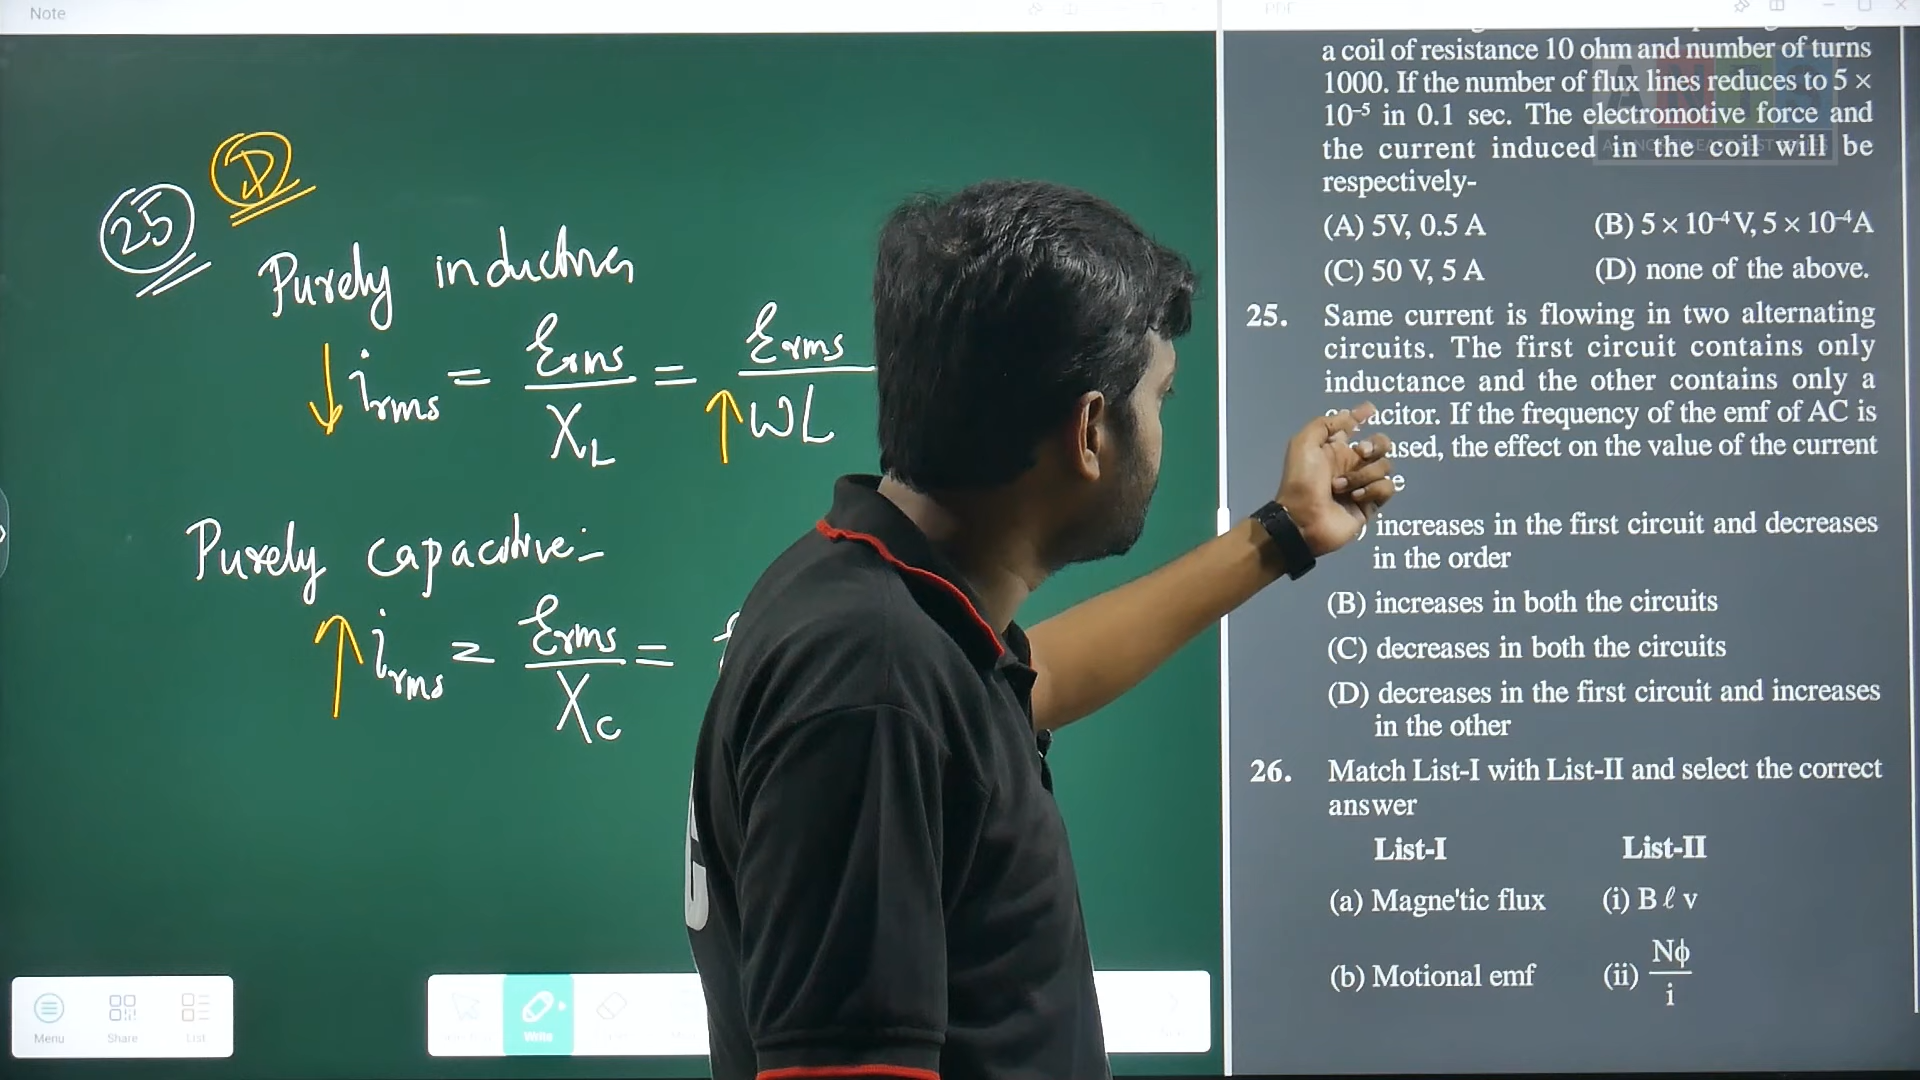 Note
PDF
25
D
Purely inductive
irms = Erms / XL = Erms / ωL
Purely capacitive:-
irms = Erms / XC =
Menu
Share
List
Write
a coil of resistance 10 ohm and number of turns
1000. If the number of flux lines reduces to 5 ×
10⁻⁵ in 0.1 sec. The electromotive force and
the current induced in the coil will be
respectively-
(A) 5V, 0.5 A (B) 5 × 10⁻⁴ V, 5 × 10⁻⁴A
(C) 50 V, 5 A (D) none of the above.
25. Same current is flowing in two alternating
circuits. The first circuit contains only
inductance and the other contains only a
capacitor. If the frequency of the emf of AC is
ased, the effect on the value of the current
e
) increases in the first circuit and decreases
in the order
(B) increases in both the circuits
(C) decreases in both the circuits
(D) decreases in the first circuit and increases
in the other
26. Match List-I with List-II and select the correct
answer
List-I List-II
(a) Magne'tic flux (i) B ℓ v
(b) Motional emf (ii) Nϕ / i